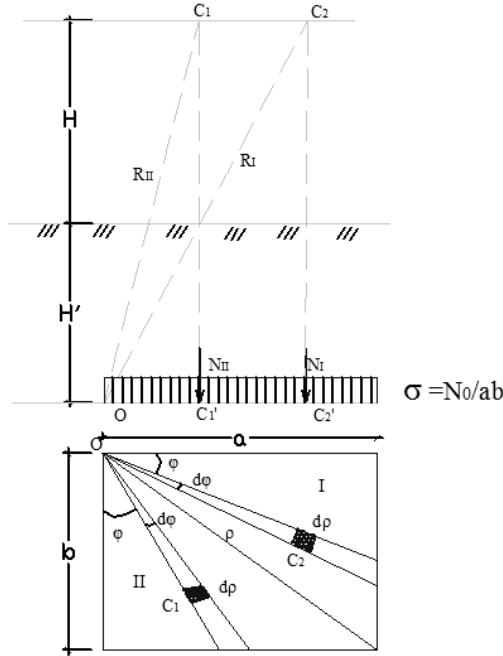 C1 C2
H
RII RI
H'
NII NI
σ =N0/ab
O C1' C2'
a
O
φ I
dφ
dφ dρ
b φ ρ
C2
II dρ
C1